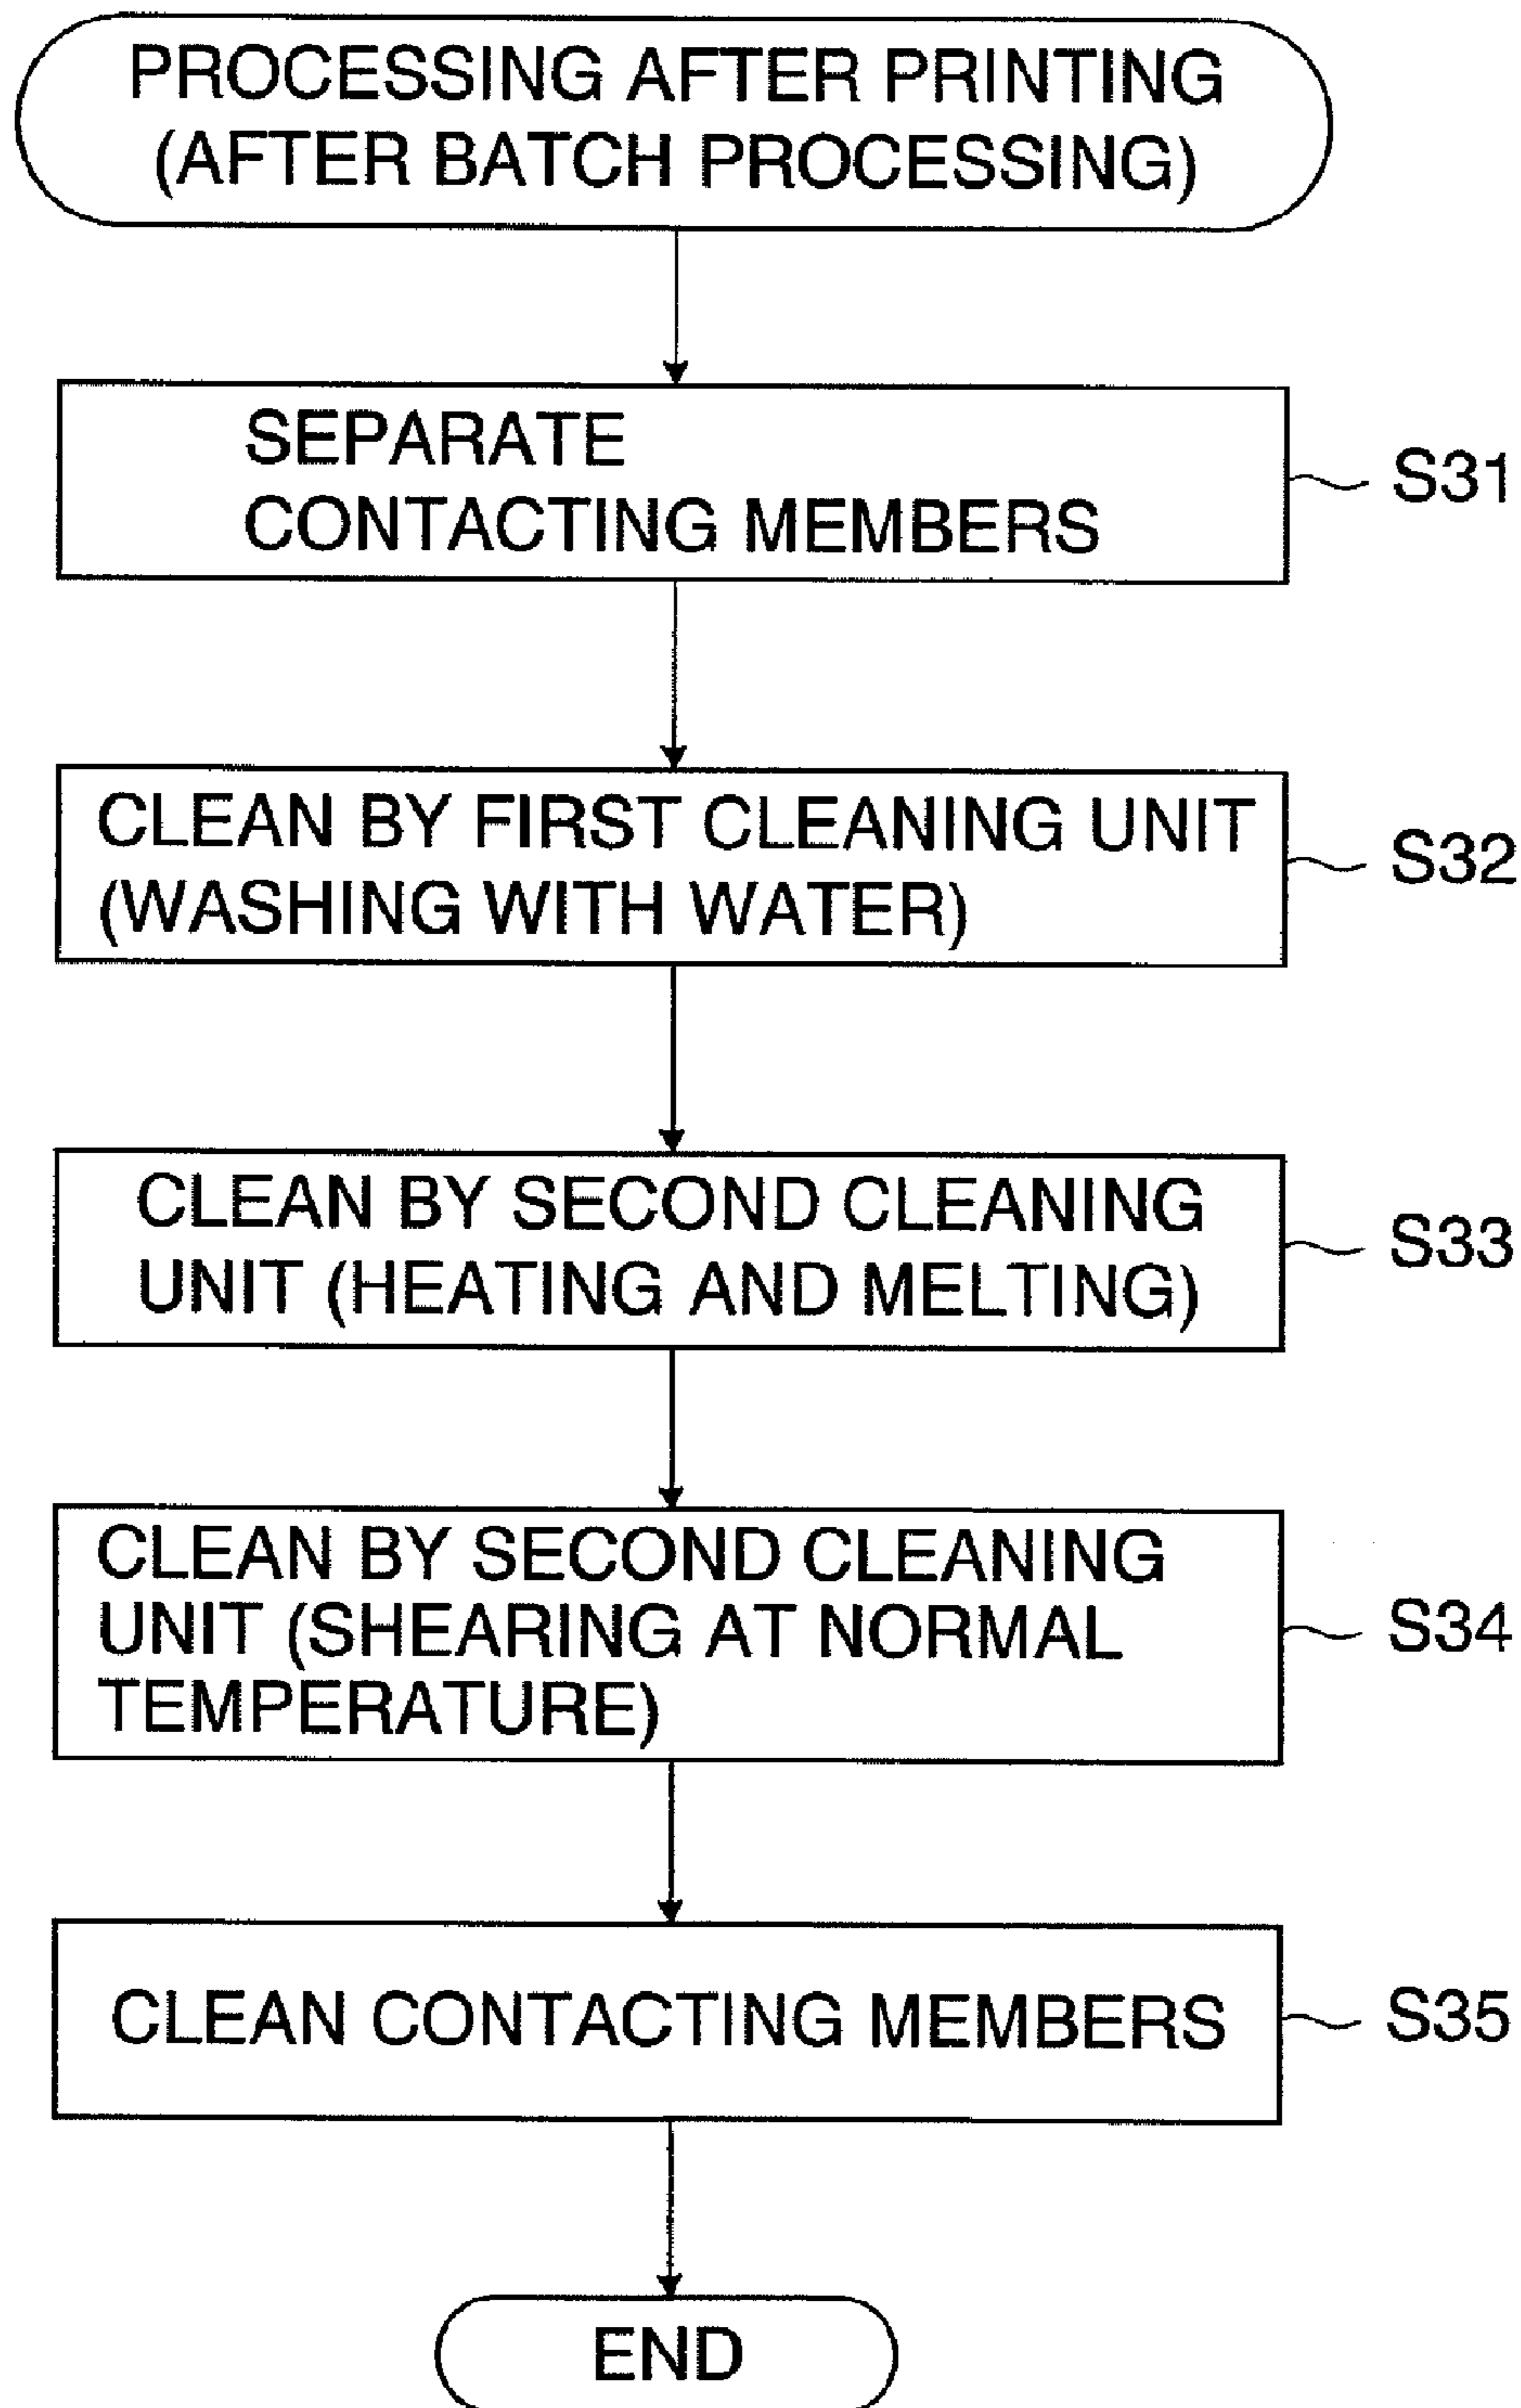 PROCESSING AFTER PRINTING
(AFTER BATCH PROCESSING)
SEPARATE
CONTACTING MEMBERS
S31
CLEAN BY FIRST CLEANING UNIT
(WASHING WITH WATER)
S32
CLEAN BY SECOND CLEANING
UNIT (HEATING AND MELTING)
S33
CLEAN BY SECOND CLEANING
UNIT (SHEARING AT NORMAL
TEMPERATURE)
S34
CLEAN CONTACTING MEMBERS
S35
END